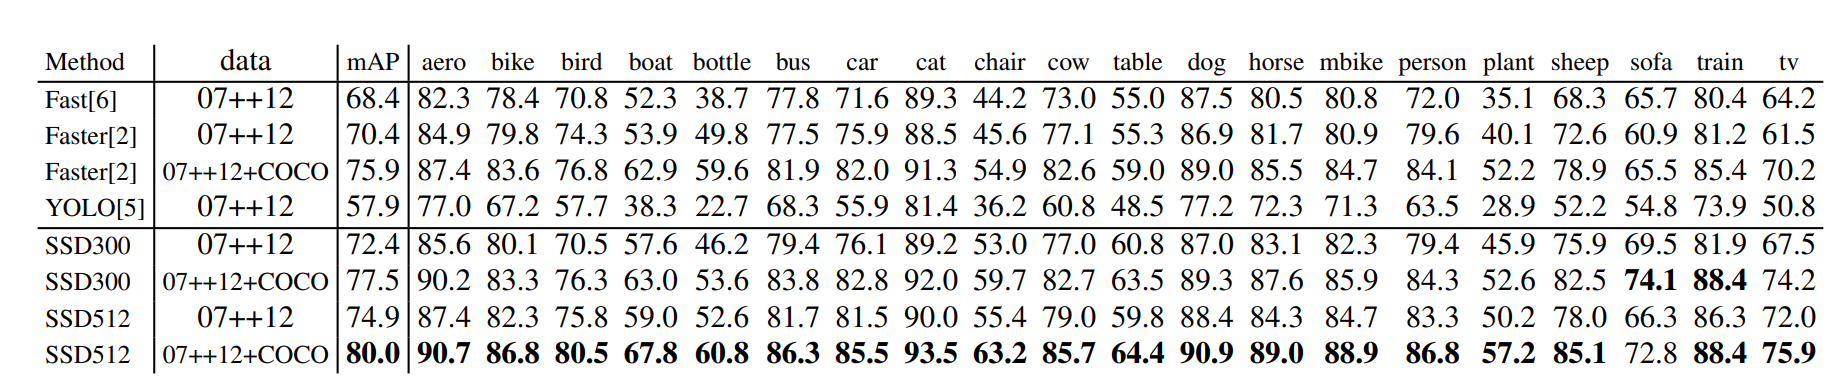 Method data mAP aero bike bird boat bottle bus car cat chair cow table dog horse mbike person plant sheep sofa train tv
Fast[6] 07++12 68.4 82.3 78.4 70.8 52.3 38.7 77.8 71.6 89.3 44.2 73.0 55.0 87.5 80.5 80.8 72.0 35.1 68.3 65.7 80.4 64.2
Faster[2] 07++12 70.4 84.9 79.8 74.3 53.9 49.8 77.5 75.9 88.5 45.6 77.1 55.3 86.9 81.7 80.9 79.6 40.1 72.6 60.9 81.2 61.5
Faster[2] 07++12+COCO 75.9 87.4 83.6 76.8 62.9 59.6 81.9 82.0 91.3 54.9 82.6 59.0 89.0 85.5 84.7 84.1 52.2 78.9 65.5 85.4 70.2
YOLO[5] 07++12 57.9 77.0 67.2 57.7 38.3 22.7 68.3 55.9 81.4 36.2 60.8 48.5 77.2 72.3 71.3 63.5 28.9 52.2 54.8 73.9 50.8
SSD300 07++12 72.4 85.6 80.1 70.5 57.6 46.2 79.4 76.1 89.2 53.0 77.0 60.8 87.0 83.1 82.3 79.4 45.9 75.9 69.5 81.9 67.5
SSD300 07++12+COCO 77.5 90.2 83.3 76.3 63.0 53.6 83.8 82.8 92.0 59.7 82.7 63.5 89.3 87.6 85.9 84.3 52.6 82.5 74.1 88.4 74.2
SSD512 07++12 74.9 87.4 82.3 75.8 59.0 52.6 81.7 81.5 90.0 55.4 79.0 59.8 88.4 84.3 84.7 83.3 50.2 78.0 66.3 86.3 72.0
SSD512 07++12+COCO 80.0 90.7 86.8 80.5 67.8 60.8 86.3 85.5 93.5 63.2 85.7 64.4 90.9 89.0 88.9 86.8 57.2 85.1 72.8 88.4 75.9